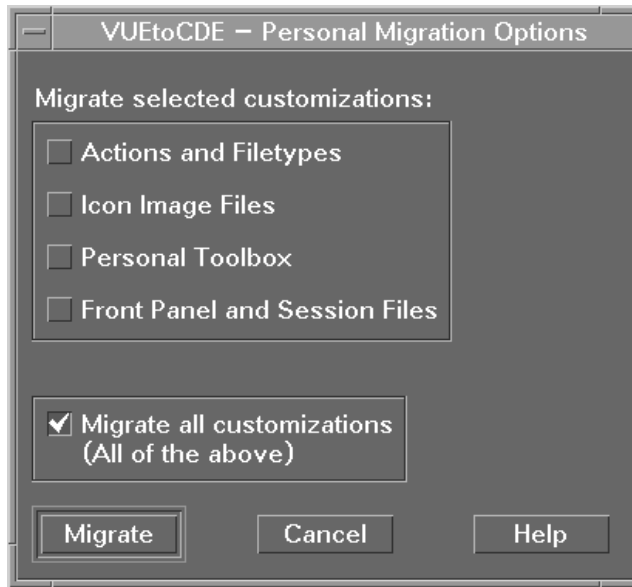 VUEtoCDE – Personal Migration Options
Migrate selected customizations:
Actions and Filetypes
Icon Image Files
Personal Toolbox
Front Panel and Session Files
Migrate all customizations
(All of the above)
Migrate
Cancel
Help